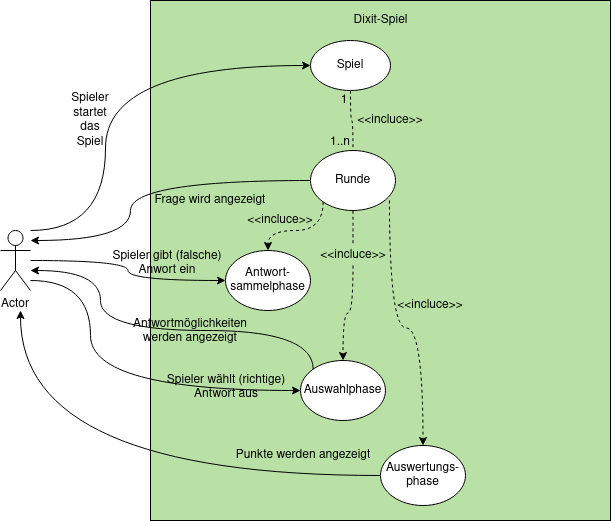 Dixit-Spiel
Spiel
Spieler
startet
das
Spiel
1
<<incluce>>
1..n
Runde
Frage wird angezeigt
<<incluce>>
Spieler gibt (falsche)
Anwort ein
<<incluce>>
Antwort-
sammelphase
Actor
<<incluce>>
Antwortmöglichkeiten
werden angezeigt
Spieler wählt (richtige)
Antwort aus
Auswahlphase
Punkte werden angezeigt
Auswertungs-
phase